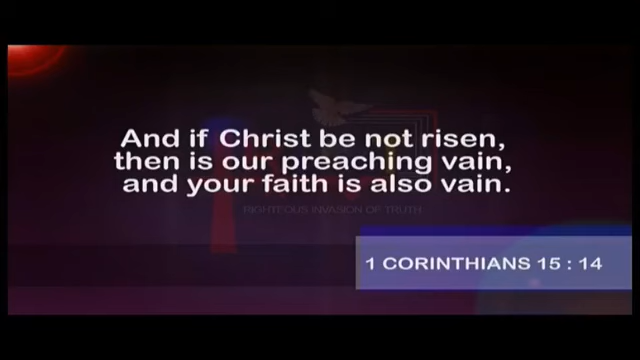 And if Christ be not risen,
then is our preaching vain,
and your faith is also vain.
RIGHTEOUS INVASION OF TRUTH
1 CORINTHIANS 15 : 14